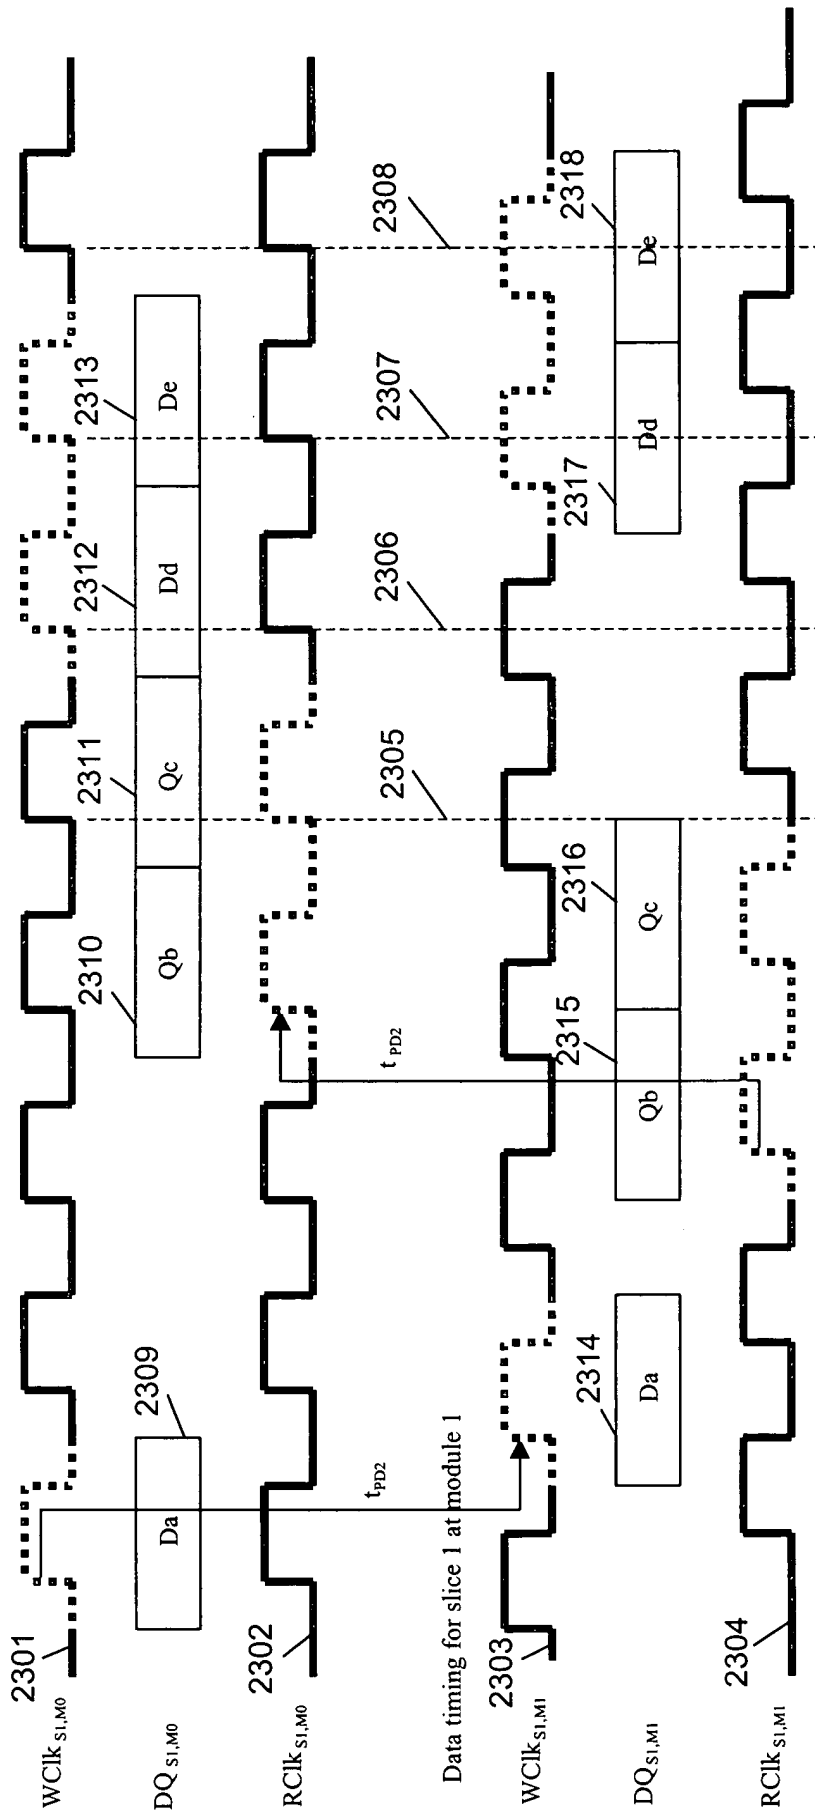 2301
WClk S1,M0
2309
Da
2310
Qb
2311
Qc
2312
Dd
2313
De
DQ S1,M0
2302
RClk S1,M0
tPD2
tPD2
2305
2306
2307
2308
Data timing for slice 1 at module 1
2303
WClk S1,M1
2314
Da
2315
Qb
2316
Qc
2317
Dd
2318
De
DQ S1,M1
2304
RClk S1,M1